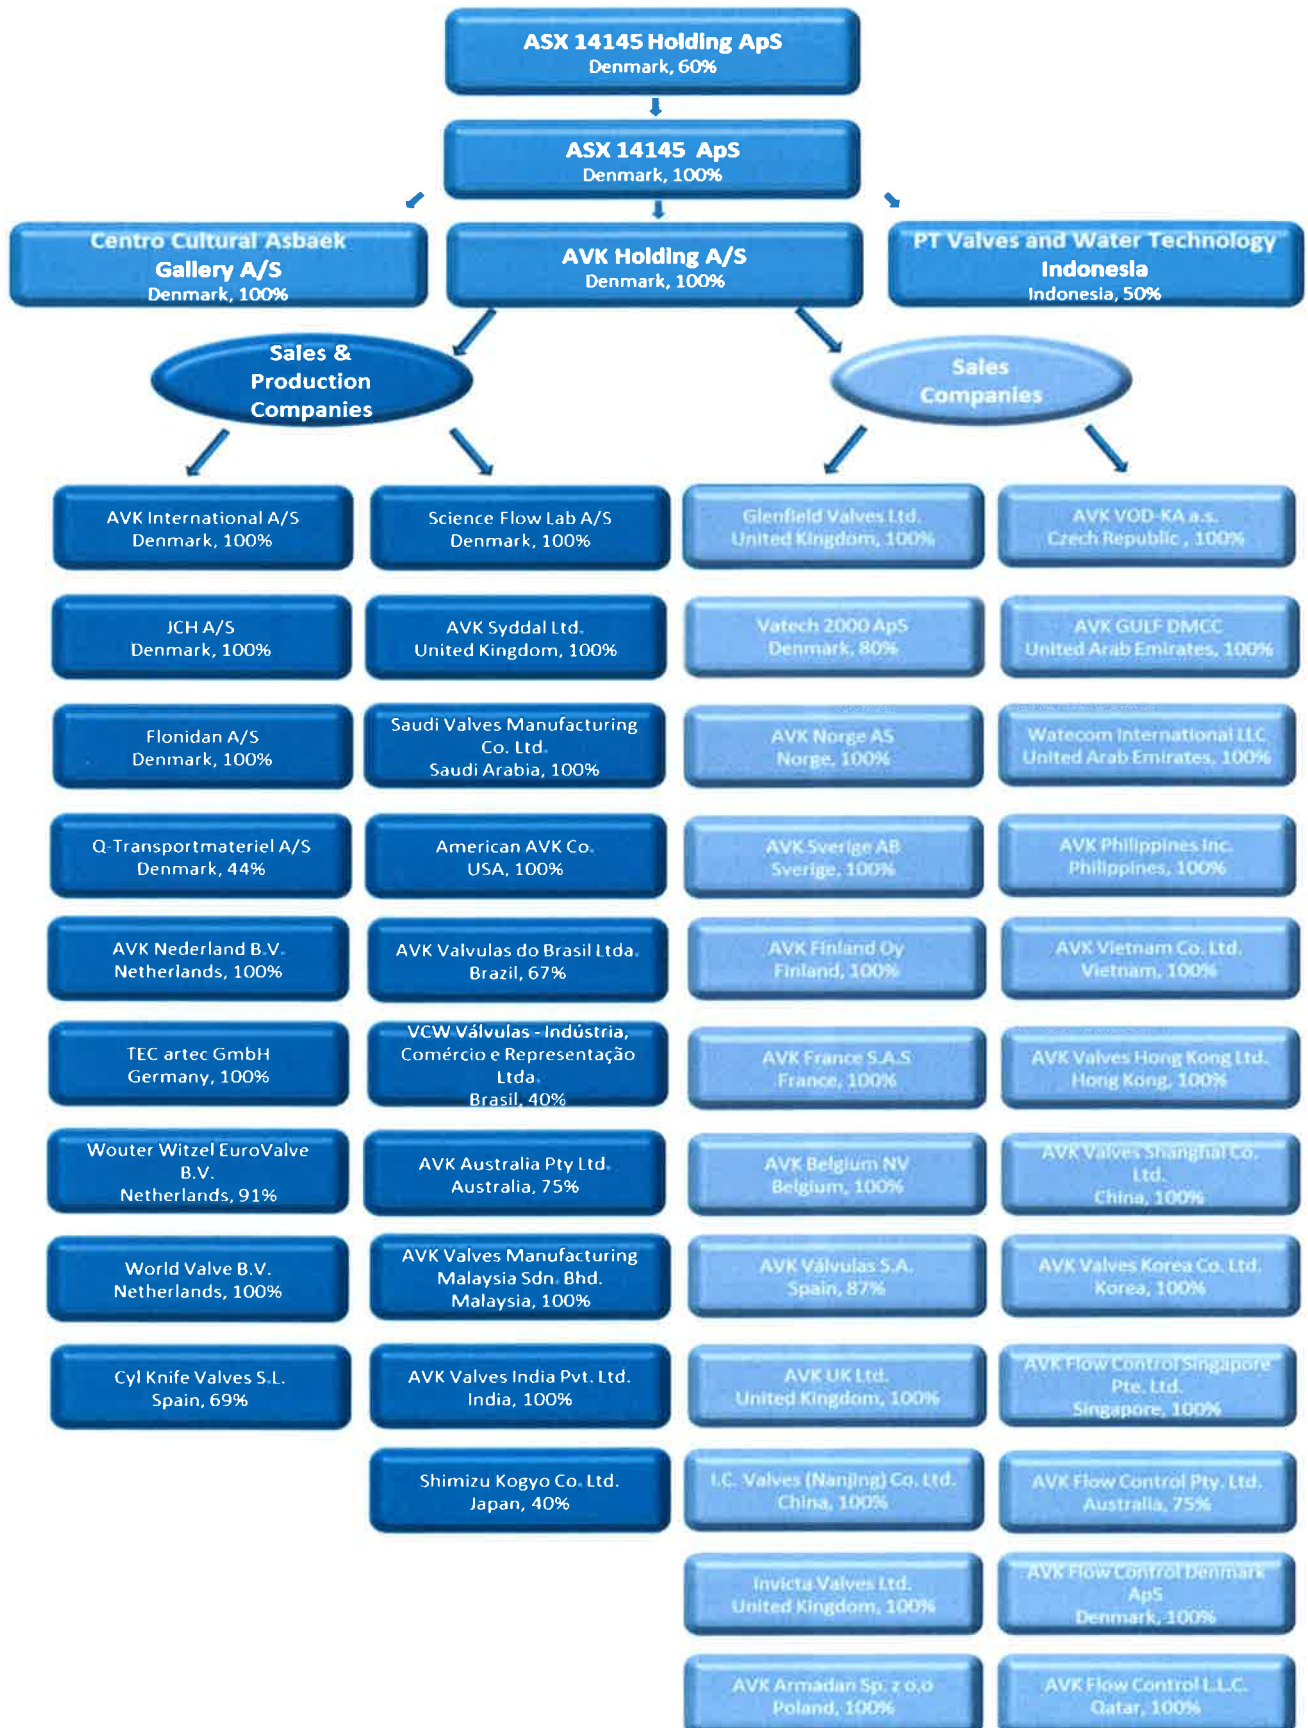 ASX 14145 Holding ApS
Denmark, 60%
ASX 14145 ApS
Denmark, 100%
Centro Cultural Asbaek
Gallery A/S
Denmark, 100%
AVK Holding A/S
Denmark, 100%
PT Valves and Water Technology
Indonesia
Indonesia, 50%
Sales &
Production
Companies
Sales
Companies
AVK International A/S
Denmark, 100%
JCH A/S
Denmark, 100%
Flonidan A/S
Denmark, 100%
Q-Transportmateriel A/S
Denmark, 44%
AVK Nederland B.V.
Netherlands, 100%
TEC artec GmbH
Germany, 100%
Wouter Witzel EuroValve
B.V.
Netherlands, 91%
World Valve B.V.
Netherlands, 100%
Cyl Knife Valves S.L.
Spain, 69%
Science Flow Lab A/S
Denmark, 100%
AVK Syddal Ltd.
United Kingdom, 100%
Saudi Valves Manufacturing
Co. Ltd.
Saudi Arabia, 100%
American AVK Co.
USA, 100%
AVK Valvulas do Brasil Ltda.
Brazil, 67%
VCW Válvulas - Indústria,
Comércio e Representação
Ltda.
Brasil, 40%
AVK Australia Pty Ltd.
Australia, 75%
AVK Valves Manufacturing
Malaysia Sdn. Bhd.
Malaysia, 100%
AVK Valves India Pvt. Ltd.
India, 100%
Shimizu Kogyo Co. Ltd.
Japan, 40%
Glenfield Valves Ltd.
United Kingdom, 100%
Vatech 2000 ApS
Denmark, 80%
AVK Norge AS
Norge, 100%
AVK Sverige AB
Sverige, 100%
AVK Finland Oy
Finland, 100%
AVK France S.A.S
France, 100%
AVK Belgium NV
Belgium, 100%
AVK Válvulas S.A.
Spain, 87%
AVK UK Ltd.
United Kingdom, 100%
I.C. Valves (Nanjing) Co. Ltd.
China, 100%
Invicta Valves Ltd.
United Kingdom, 100%
AVK Armadan Sp. z o.o
Poland, 100%
AVK VOD-KA a.s.
Czech Republic , 100%
AVK GULF DMCC
United Arab Emirates, 100%
Watecom International LLC
United Arab Emirates, 100%
AVK Philippines Inc.
Philippines, 100%
AVK Vietnam Co. Ltd.
Vietnam, 100%
AVK Valves Hong Kong Ltd.
Hong Kong, 100%
AVK Valves Shanghai Co.
Ltd.
China, 100%
AVK Valves Korea Co. Ltd.
Korea, 100%
AVK Flow Control Singapore
Pte. Ltd.
Singapore, 100%
AVK Flow Control Pty. Ltd.
Australia, 75%
AVK Flow Control Denmark
ApS
Denmark, 100%
AVK Flow Control L.L.C.
Qatar, 100%